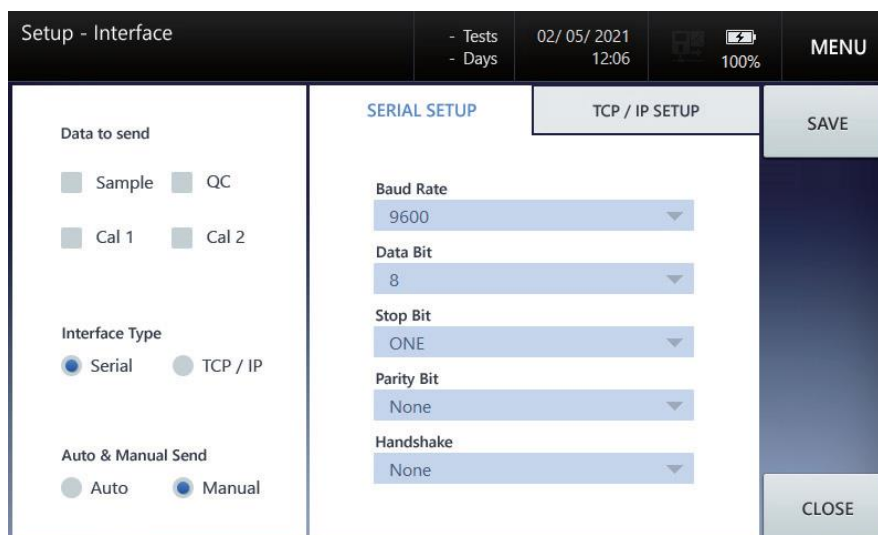 Setup - Interface
- Tests
- Days
02/ 05/ 2021
12:06
100%
MENU
Data to send
Sample QC
Cal 1 Cal 2
Interface Type
Serial TCP / IP
Auto & Manual Send
Auto Manual
SERIAL SETUP
TCP / IP SETUP
Baud Rate
9600
Data Bit
8
Stop Bit
ONE
Parity Bit
None
Handshake
None
SAVE
CLOSE